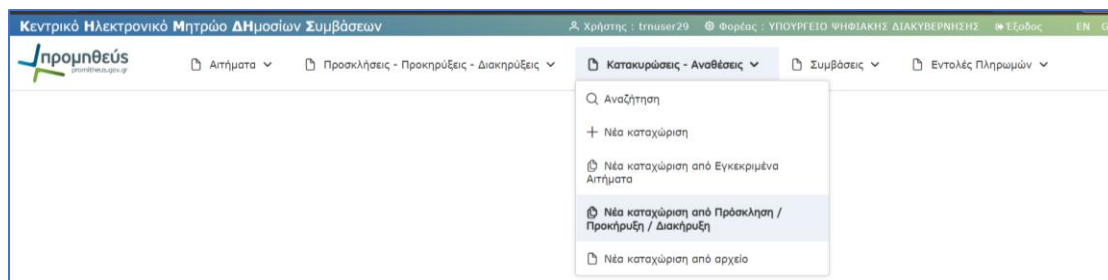 Κεντρικό Ηλεκτρονικό Μητρώο ΔΗμοσίων Συμβάσεων Χρήστης : trnuser29 Φορέας : ΥΠΟΥΡΓΕΙΟ ΨΗΦΙΑΚΗΣ ΔΙΑΚΥΒΕΡΝΗΣΗΣ Έξοδος EN G
προμηθεύs
promitheus.gov.gr
Αιτήματα Προσκλήσεις - Προκηρύξεις - Διακηρύξεις Κατακυρώσεις - Αναθέσεις Συμβάσεις Εντολές Πληρωμών
Αναζήτηση
Νέα καταχώριση
Νέα καταχώριση από Εγκεκριμένα
Αιτήματα
Νέα καταχώριση από Πρόσκληση /
Προκήρυξη / Διακήρυξη
Νέα καταχώριση από αρχείο